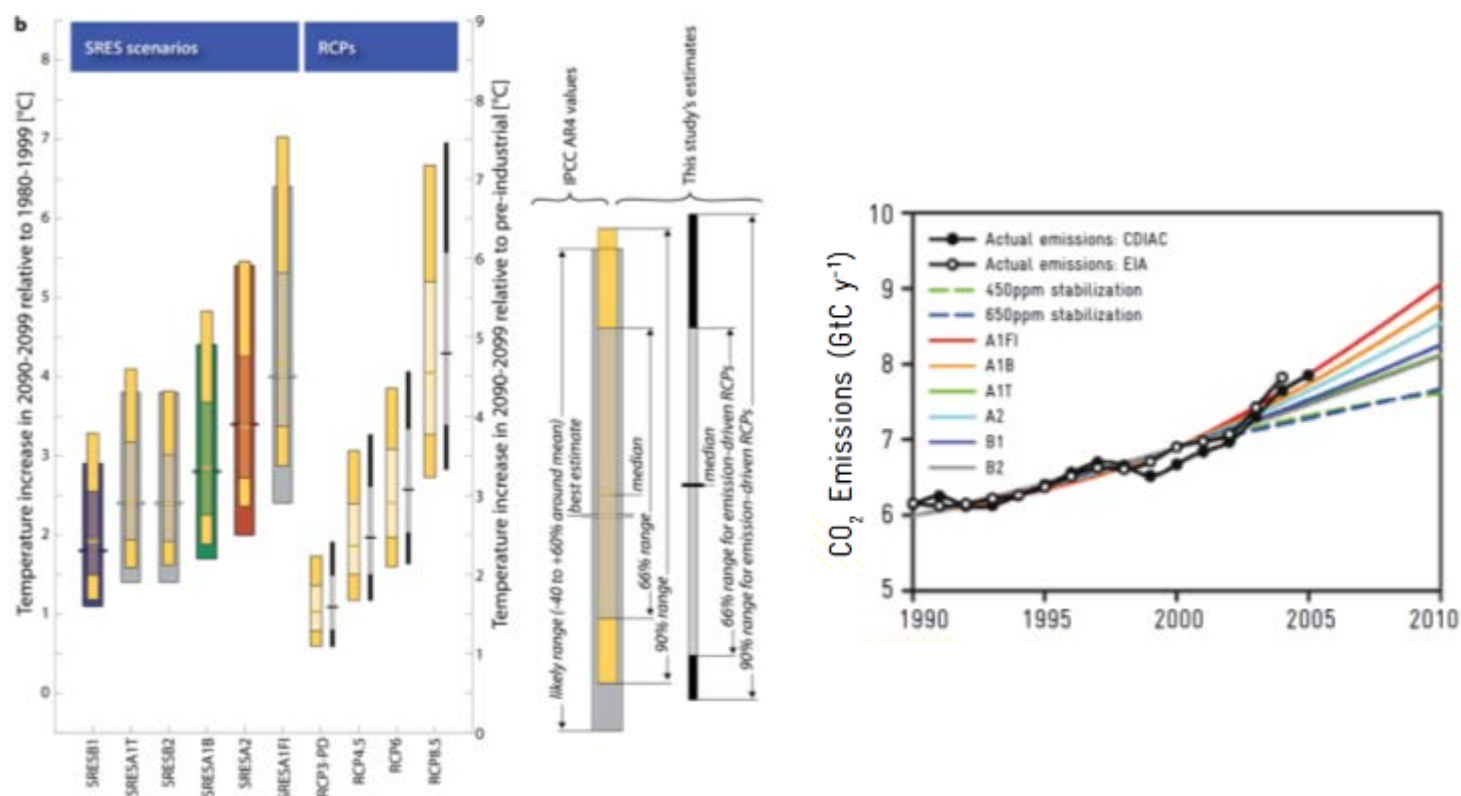 b
SRES scenarios
RCPs
Temperature increase in 2090-2099 relative to 1980-1999 [°C]
8
7
6
5
4
3
2
1
0
Temperature increase in 2090-2099 relative to pre-industrial [°C]
9
8
7
6
5
4
3
2
1
0
SRESB1
SRESA1T
SRESB2
SRESA1B
SRESA2
SRESA1FI
RCP3-PD
RCP4.5
RCP6
RCP8.5
IPCC AR4 values
This study's estimates
likely range (-40 to +60% around mean)
best estimate
median
66% range
90% range
median
66% range for emission-driven RCPs
90% range for emission-driven RCPs
CO2 Emissions (GtC y-1)
10
9
8
7
6
5
Actual emissions: CDIAC
Actual emissions: EIA
450ppm stabilization
650ppm stabilization
A1FI
A1B
A1T
A2
B1
B2
1990
1995
2000
2005
2010